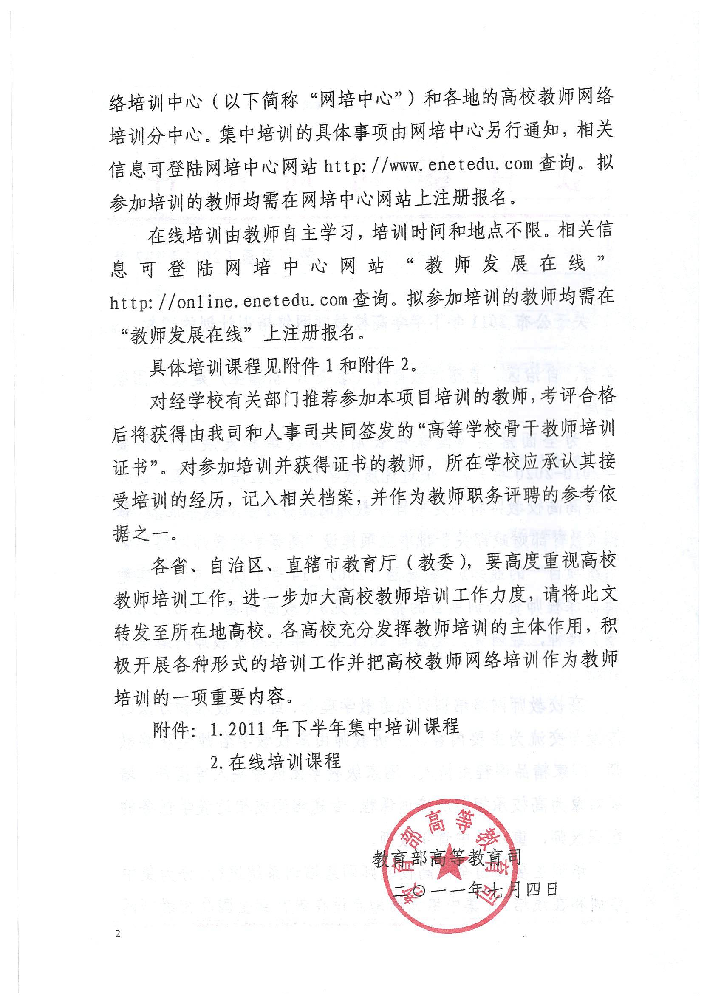 络培训中心（以下简称“网培中心”）和各地的高校教师网络
培训分中心。集中培训的具体事项由网培中心另行通知，相关
信息可登陆网培中心网站 http://www.enetedu.com 查询。拟
参加培训的教师均需在网培中心网站上注册报名。
在线培训由教师自主学习，培训时间和地点不限。相关信
息可登陆网培中心网站“教师发展在线”
http://online.enetedu.com 查询。拟参加培训的教师均需在
“教师发展在线”上注册报名。
具体培训课程见附件 1 和附件 2。
对经学校有关部门推荐参加本项目培训的教师，考评合格
后将获得由我司和人事司共同签发的“高等学校骨干教师培训
证书”。对参加培训并获得证书的教师，所在学校应承认其接
受培训的经历，记入相关档案，并作为教师职务评聘的参考依
据之一。
各省、自治区、直辖市教育厅（教委），要高度重视高校
教师培训工作，进一步加大高校教师培训工作力度，请将此文
转发至所在地高校。各高校充分发挥教师培训的主体作用，积
极开展各种形式的培训工作并把高校教师网络培训作为教师
培训的一项重要内容。
附件：1.2011 年下半年集中培训课程
2.在线培训课程
教育部高等教育司
教育部高等教育司
二〇一一年七月四日
2